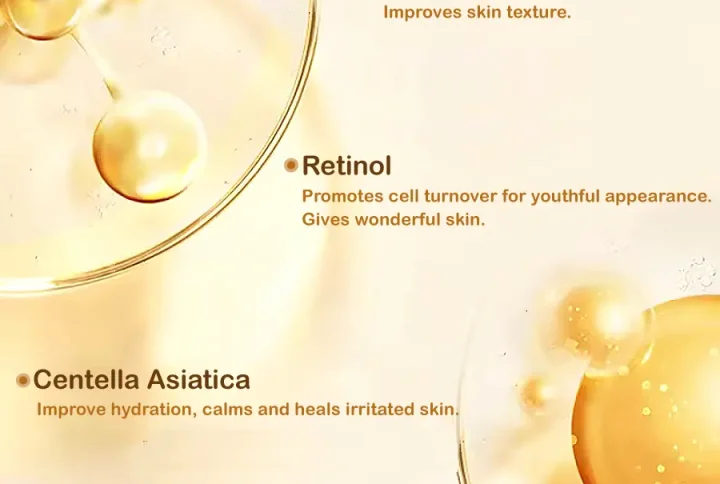 Improves skin texture.
Retinol
Promotes cell turnover for youthful appearance.
Gives wonderful skin.
Centella Asiatica
Improve hydration, calms and heals irritated skin.